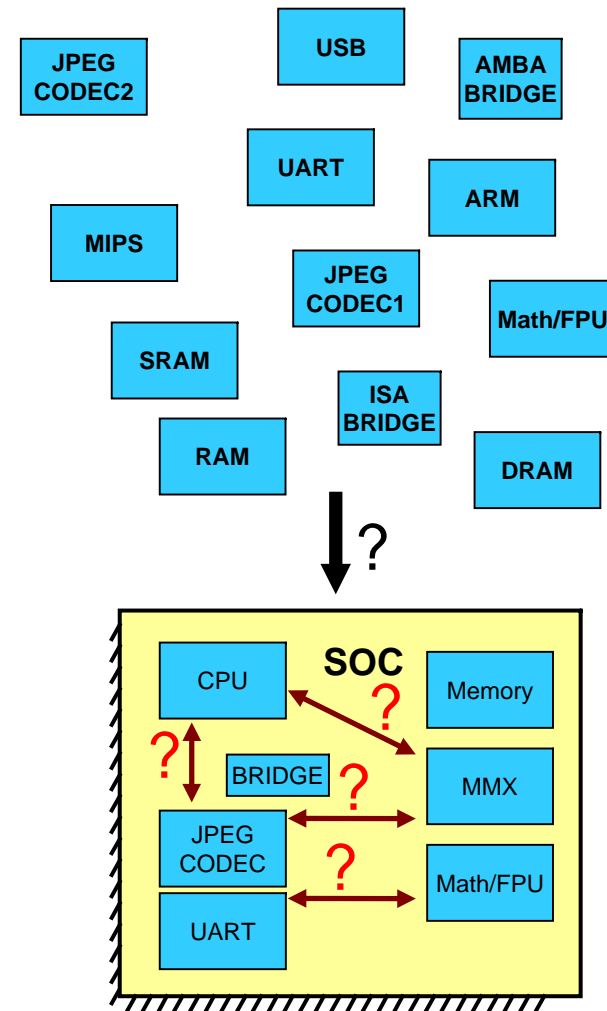 USB
JPEG
CODEC2
AMBA
BRIDGE
UART
ARM
MIPS
JPEG
CODEC1
Math/FPU
SRAM
ISA
BRIDGE
RAM
DRAM
?
SOC
CPU
Memory
?
?
BRIDGE
?
MMX
JPEG
CODEC
?
Math/FPU
UART